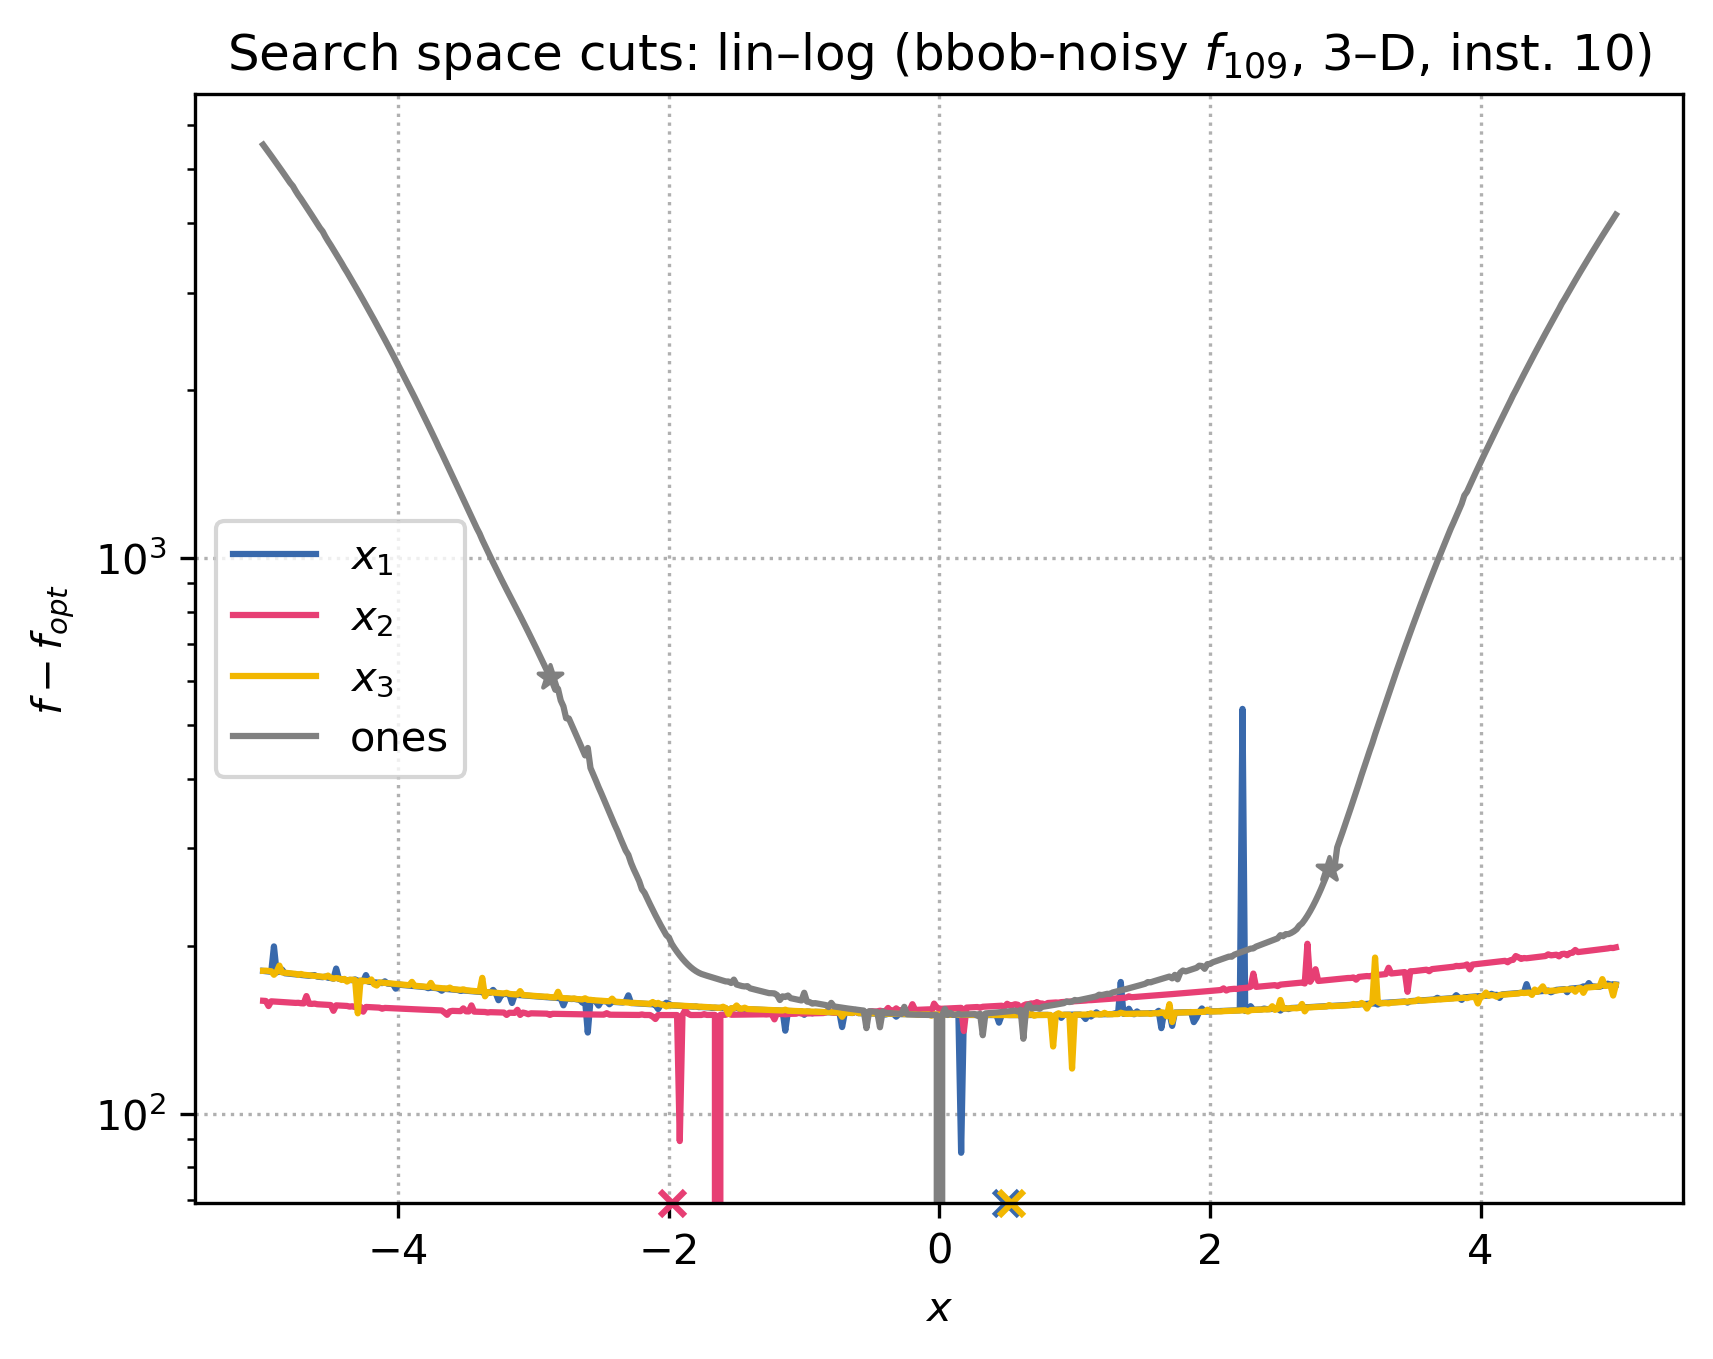 Search space cuts: lin–log (bbob-noisy f₁₀₉, 3–D, inst. 10)
f − f_opt
10³
10²
x₁
x₂
x₃
ones
−4 −2 0 2 4
x